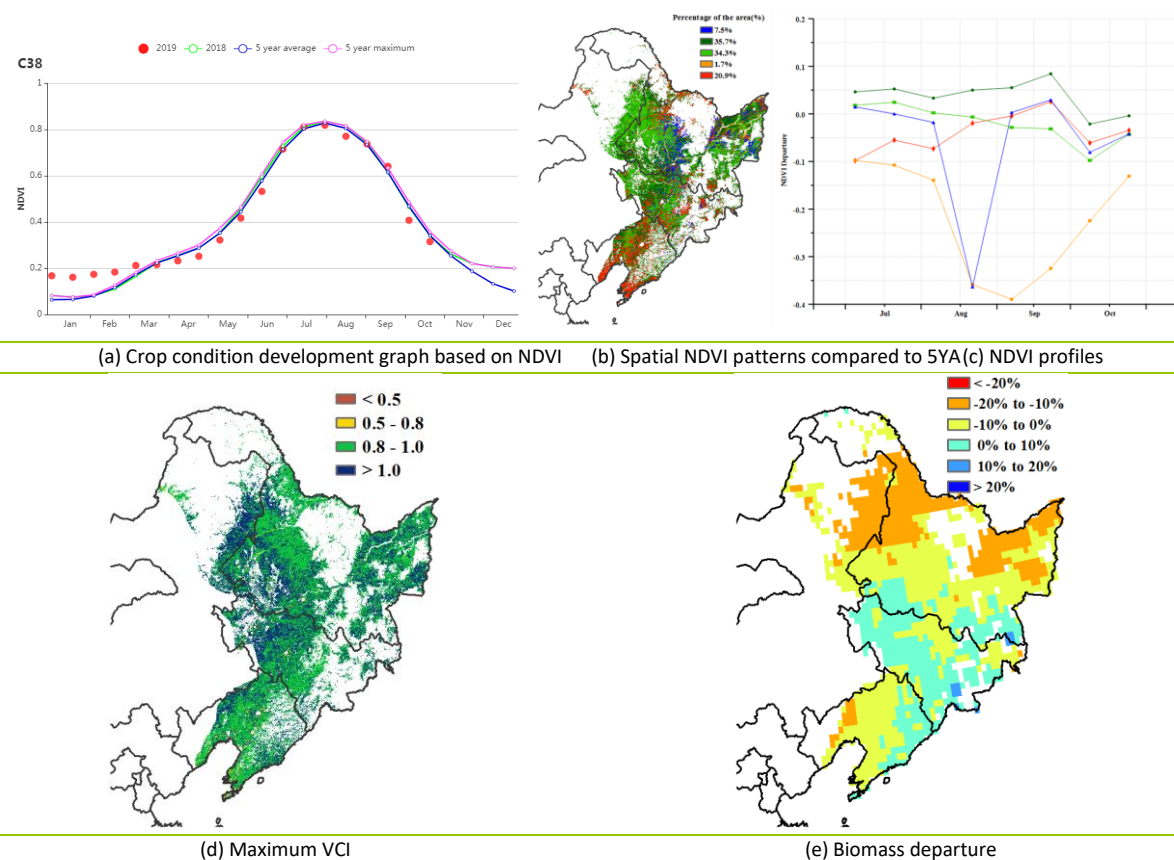 2019 2018 5 year average 5 year maximum
C38
NDVI
1
0.8
0.6
0.4
0.2
0
Jan Feb Mar Apr May Jun Jul Aug Sep Oct Nov Dec
Percentage of the area(%)
7.5%
35.7%
34.3%
1.7%
20.9%
NDVI Departure
0.2
0.1
0.0
-0.1
-0.2
-0.3
-0.4
Jul Aug Sep Oct
(a) Crop condition development graph based on NDVI (b) Spatial NDVI patterns compared to 5YA (c) NDVI profiles
< 0.5
0.5 - 0.8
0.8 - 1.0
> 1.0
< -20%
-20% to -10%
-10% to 0%
0% to 10%
10% to 20%
> 20%
(d) Maximum VCI (e) Biomass departure